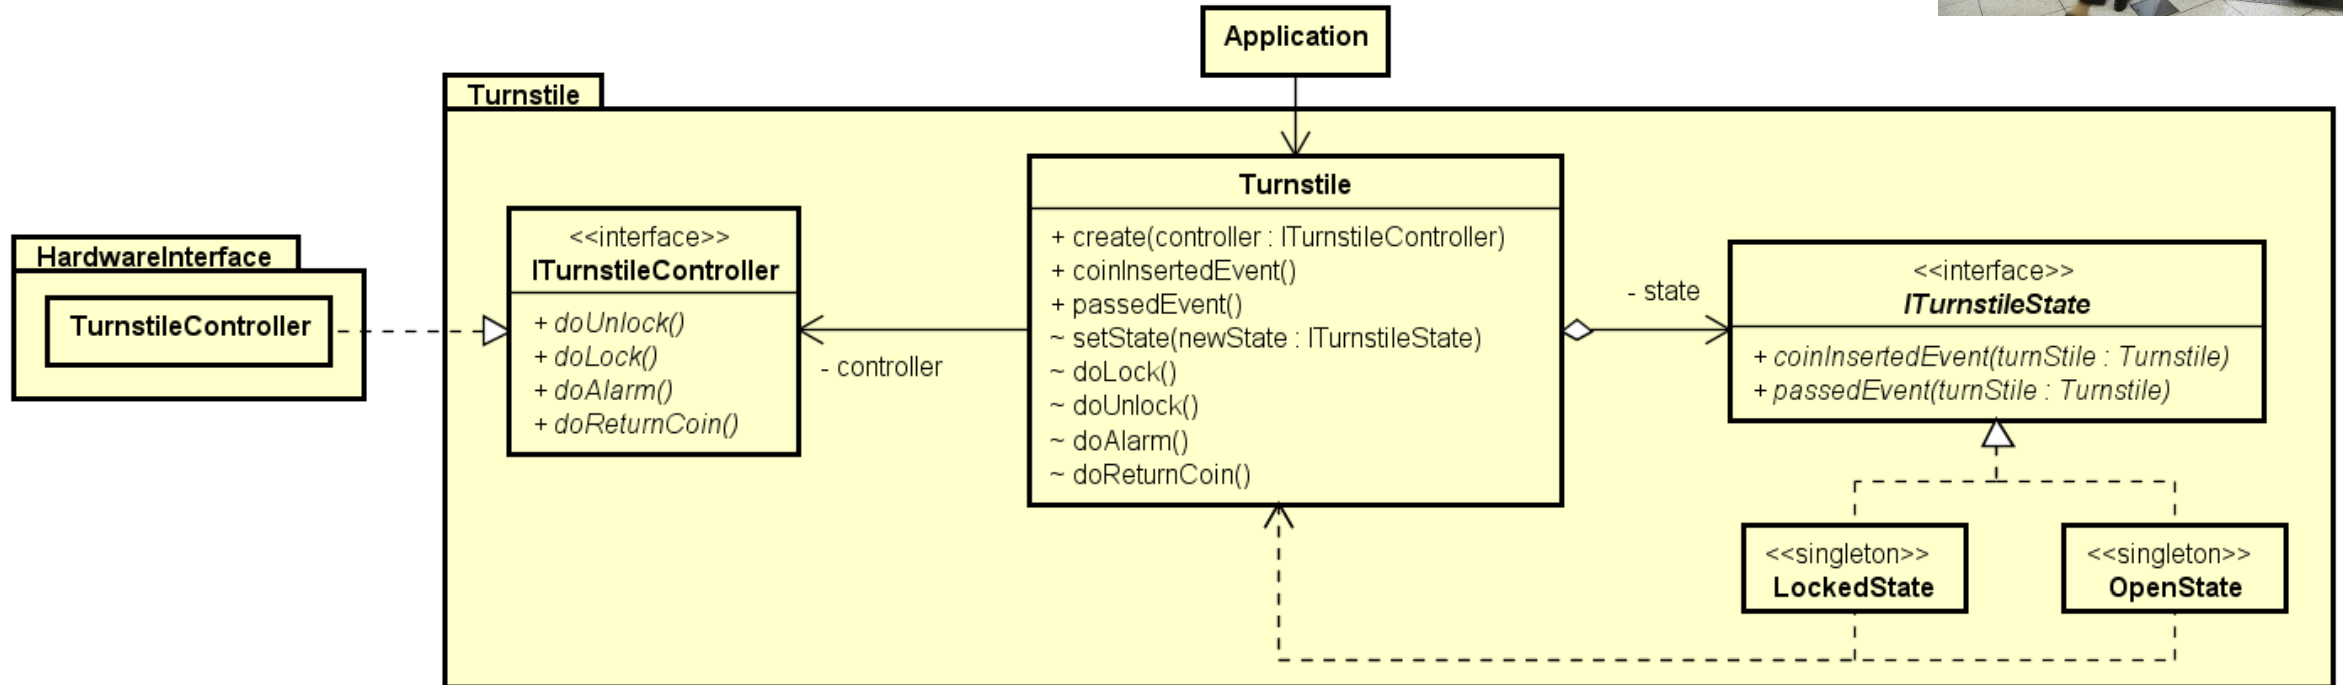 Application
Turnstile
Turnstile
+ create(controller : ITurnstileController)
+ coinInsertedEvent()
+ passedEvent()
~ setState(newState : ITurnstileState)
~ doLock()
~ doUnlock()
~ doAlarm()
~ doReturnCoin()
<<interface>>
ITurnstileController
+ doUnlock()
+ doLock()
+ doAlarm()
+ doReturnCoin()
- controller
HardwareInterface
TurnstileController
- state
<<interface>>
ITurnstileState
+ coinInsertedEvent(turnStile : Turnstile)
+ passedEvent(turnStile : Turnstile)
<<singleton>>
LockedState
<<singleton>>
OpenState